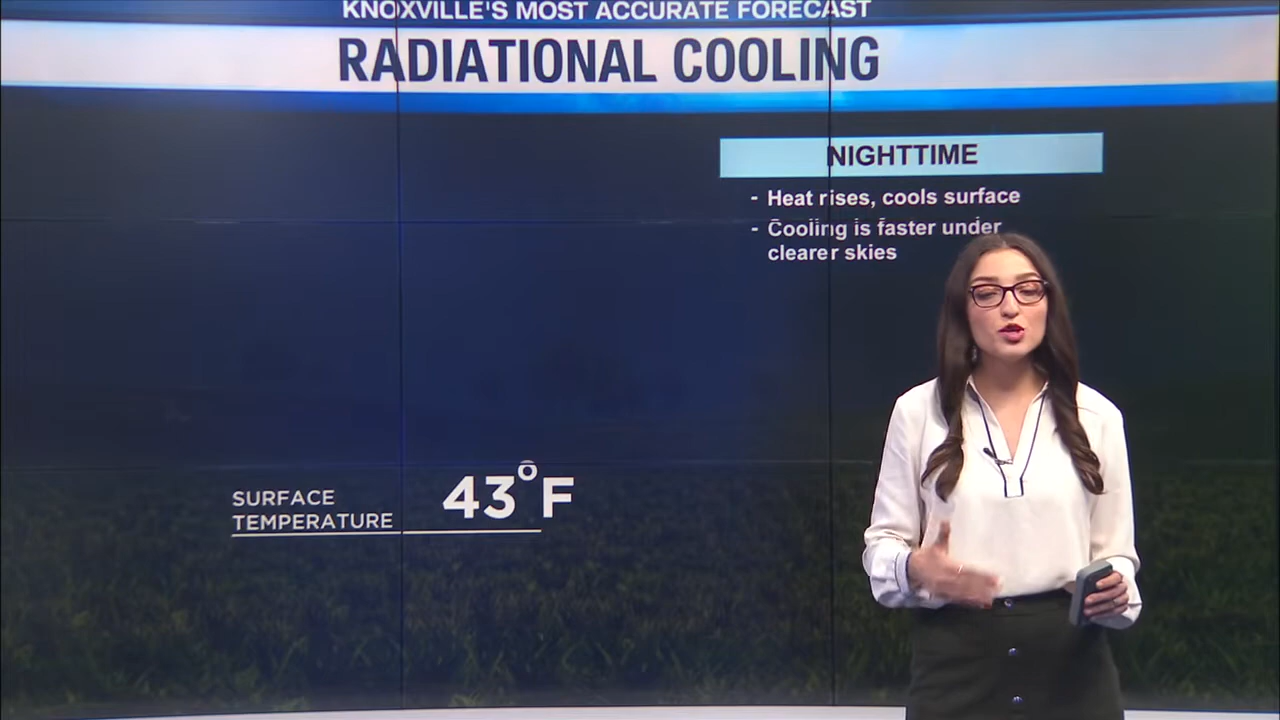 KNOXVILLE'S MOST ACCURATE FORECAST
RADIATIONAL COOLING
NIGHTTIME
- Heat rises, cools surface
- Cooling is faster under
clearer skies
SURFACE
TEMPERATURE
43°F